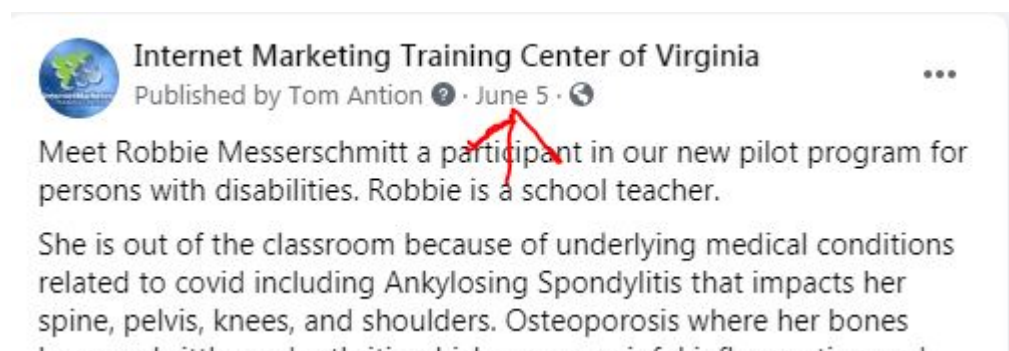 Internet Marketing Training Center of Virginia
Published by Tom Antion · June 5 ·
Meet Robbie Messerschmitt a participant in our new pilot program for
persons with disabilities. Robbie is a school teacher.
She is out of the classroom because of underlying medical conditions
related to covid including Ankylosing Spondylitis that impacts her
spine, pelvis, knees, and shoulders. Osteoporosis where her bones